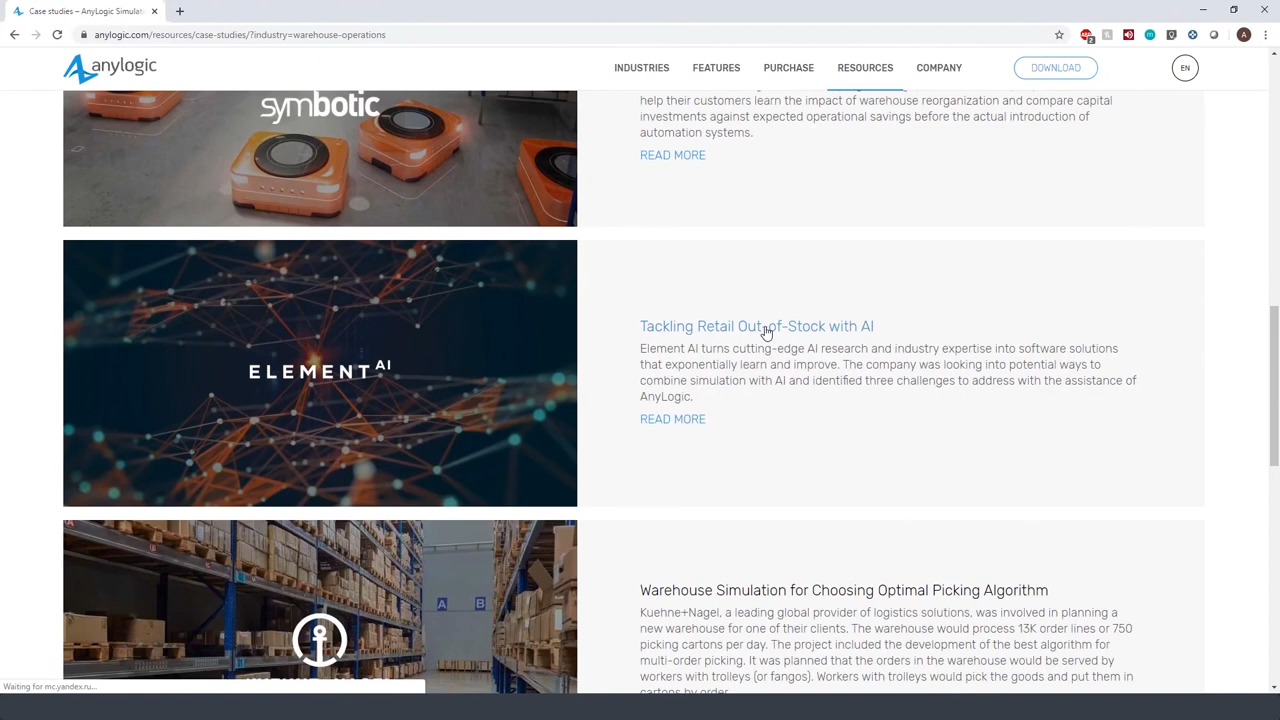 Case studies – AnyLogic Simulat
anylogic.com/resources/case-studies/?industry=warehouse-operations
2
A
anylogic
INDUSTRIES
FEATURES
PURCHASE
RESOURCES
COMPANY
DOWNLOAD
EN
symbotic
help their customers learn the impact of warehouse reorganization and compare capital
investments against expected operational savings before the actual introduction of
automation systems.
READ MORE
ELEMENT AI
Tackling Retail Out-of-Stock with AI
Element AI turns cutting-edge AI research and industry expertise into software solutions
that exponentially learn and improve. The company was looking into potential ways to
combine simulation with AI and identified three challenges to address with the assistance of
AnyLogic.
READ MORE
A B
Warehouse Simulation for Choosing Optimal Picking Algorithm
Kuehne+Nagel, a leading global provider of logistics solutions, was involved in planning a
new warehouse for one of their clients. The warehouse would process 13K order lines or 750
picking cartons per day. The project included the development of the best algorithm for
multi-order picking. It was planned that the orders in the warehouse would be served by
workers with trolleys (or fangos). Workers with trolleys would pick the goods and put them in
cartons by order.
Waiting for mc.yandex.ru...